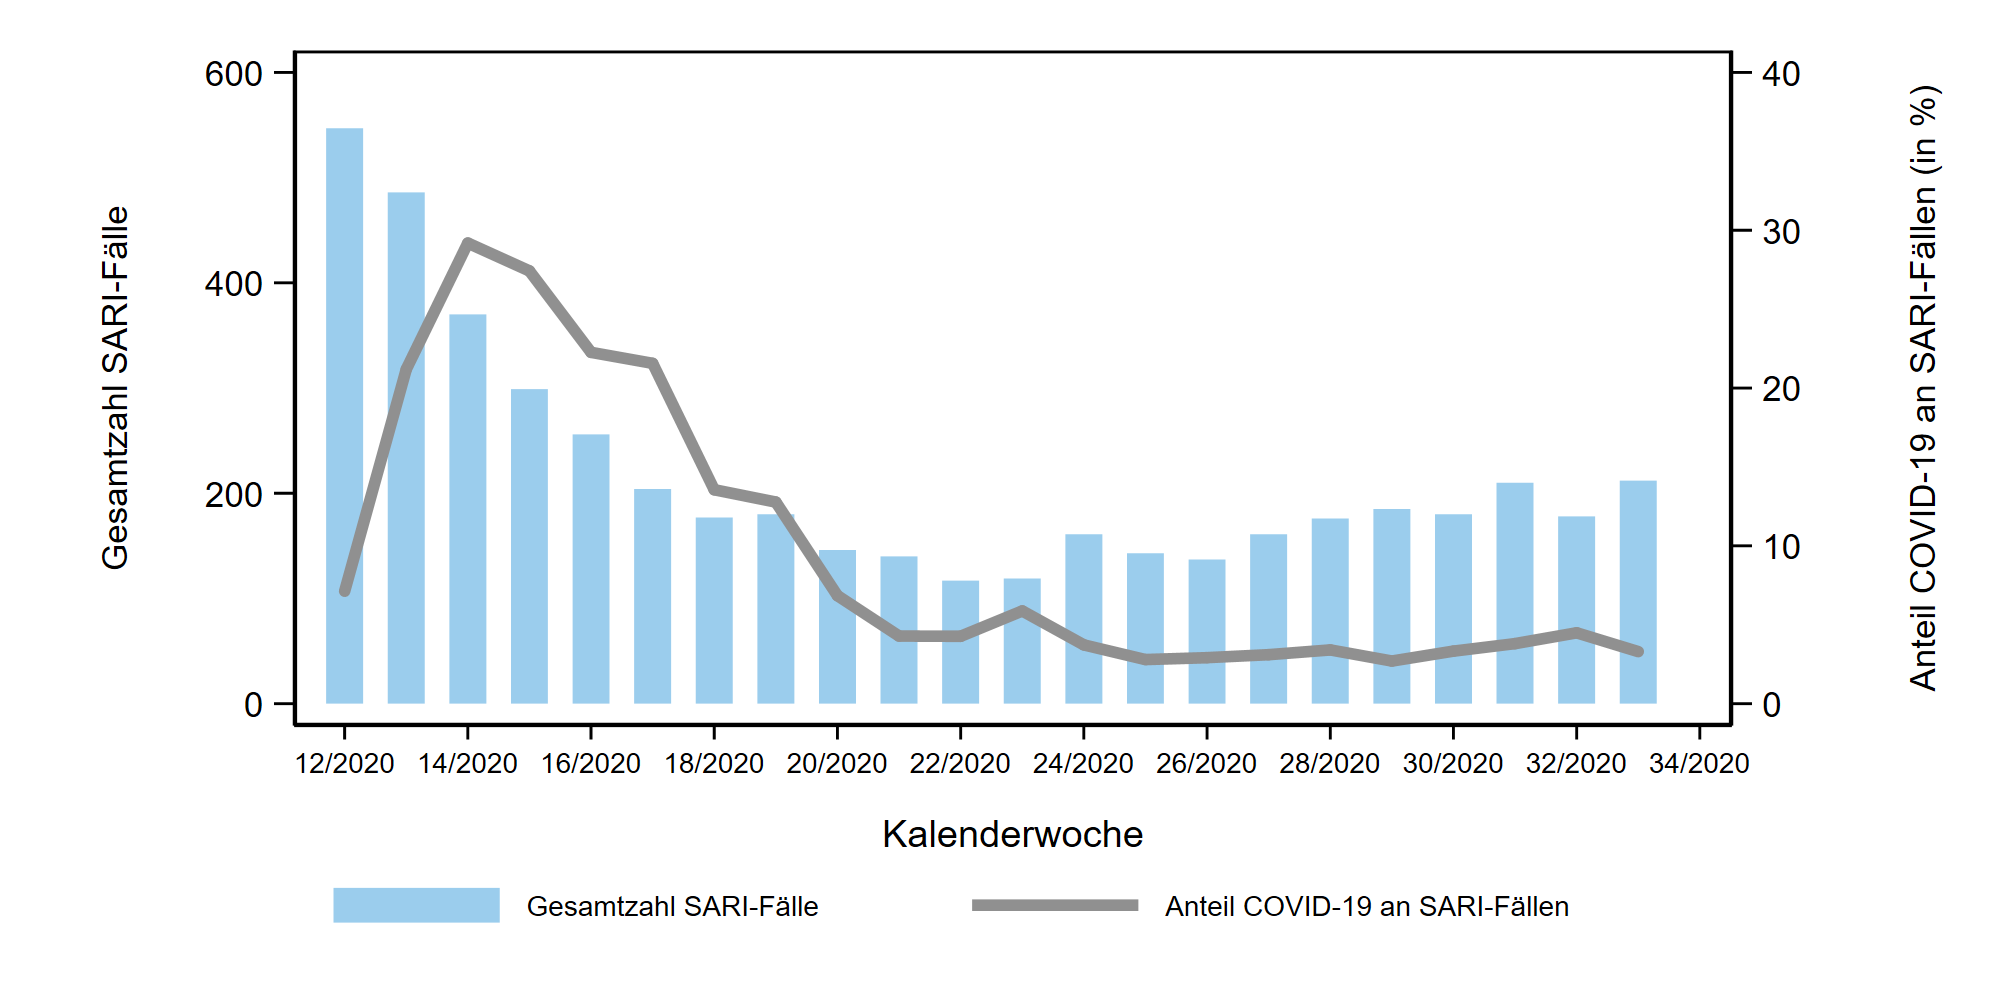 Gesamtzahl SARI-Fälle
600
400
200
0
40
30
20
10
0
Anteil COVID-19 an SARI-Fällen (in %)
12/2020 14/2020 16/2020 18/2020 20/2020 22/2020 24/2020 26/2020 28/2020 30/2020 32/2020 34/2020
Kalenderwoche
Gesamtzahl SARI-Fälle
Anteil COVID-19 an SARI-Fällen